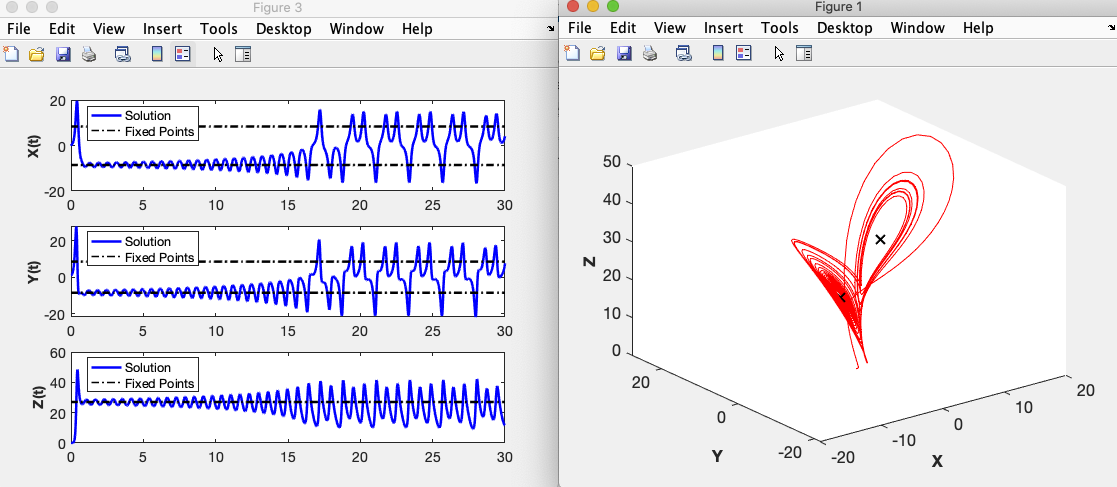 Figure 3
File Edit View Insert Tools Desktop Window Help
20
0
-20
X(t)
Solution
Fixed Points
0 5 10 15 20 25 30
20
0
-20
Y(t)
Solution
Fixed Points
0 5 10 15 20 25 30
60
40
20
0
Z(t)
Solution
Fixed Points
0 5 10 15 20 25 30
Figure 1
File Edit View Insert Tools Desktop Window Help
50
40
30
20
10
0
Z
20
0
-20
Y
-20
-10
0
10
20
X